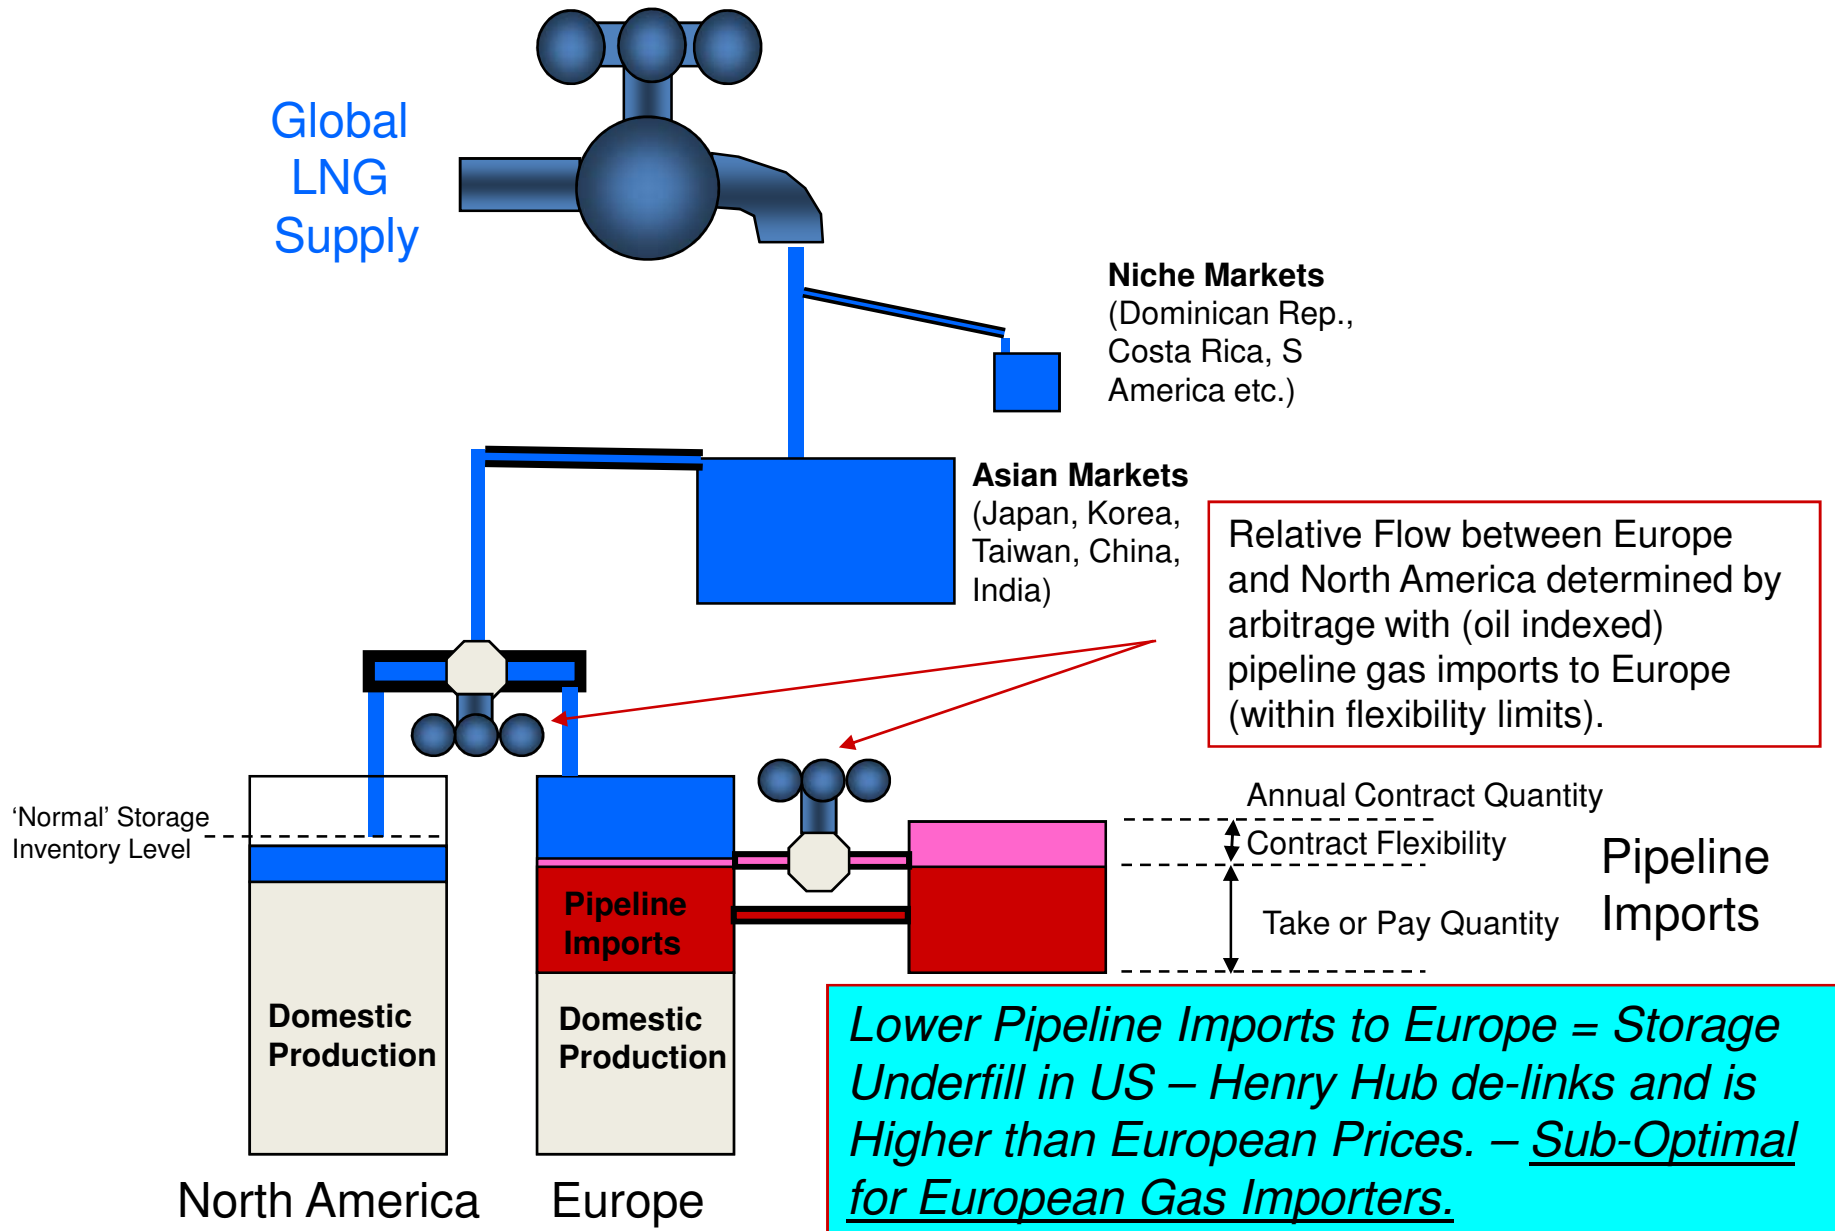 Global
LNG
Supply
Niche Markets
(Dominican Rep.,
Costa Rica, S
America etc.)
Asian Markets
(Japan, Korea,
Taiwan, China,
India)
Relative Flow between Europe
and North America determined by
arbitrage with (oil indexed)
pipeline gas imports to Europe
(within flexibility limits).
‘Normal’ Storage
Inventory Level
Annual Contract Quantity
Contract Flexibility
Take or Pay Quantity
Pipeline
Imports
Pipeline
Imports
Domestic
Production
Domestic
Production
North America
Europe
Lower Pipeline Imports to Europe = Storage
Underfill in US – Henry Hub de-links and is
Higher than European Prices. – Sub-Optimal
for European Gas Importers.